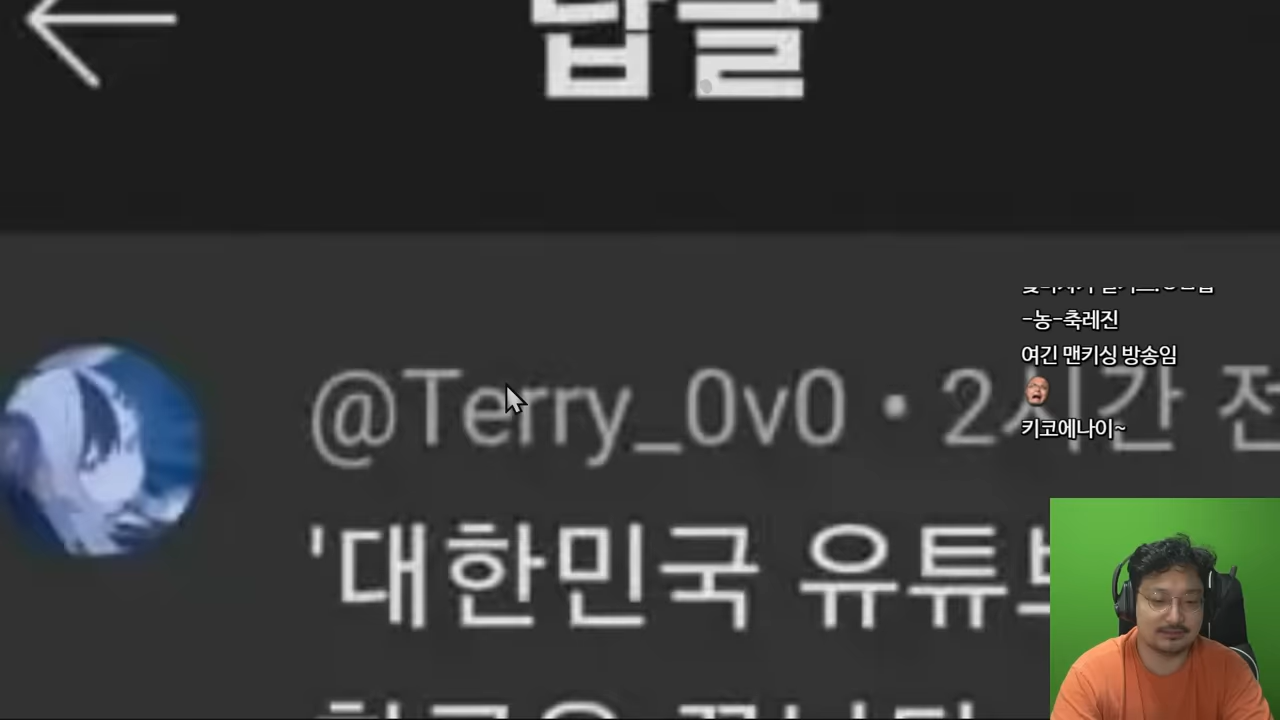 답글
@Terry_0v0 • 2시간 전
'대한민국 유튜브
-농-축레진
여긴 맨키싱 방송임
키코에나이~